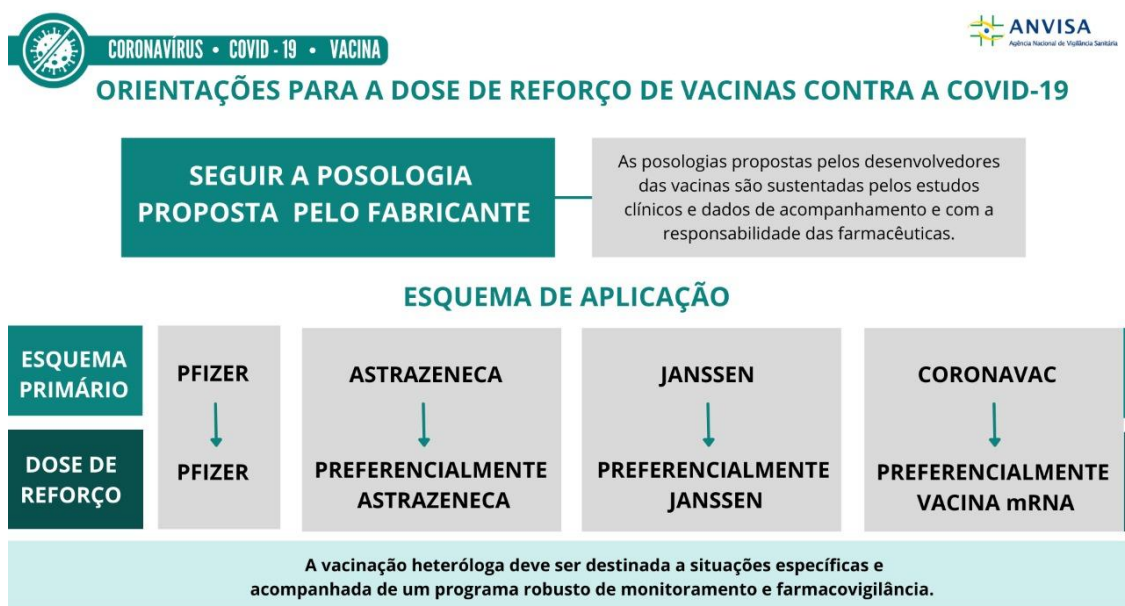 CORONAVÍRUS • COVID - 19 • VACINA
ANVISA
Agência Nacional de Vigilância Sanitária
ORIENTAÇÕES PARA A DOSE DE REFORÇO DE VACINAS CONTRA A COVID-19
SEGUIR A POSOLOGIA
PROPOSTA PELO FABRICANTE
As posologias propostas pelos desenvolvedores
das vacinas são sustentadas pelos estudos
clínicos e dados de acompanhamento e com a
responsabilidade das farmacêuticas.
ESQUEMA DE APLICAÇÃO
ESQUEMA
PRIMÁRIO
PFIZER
ASTRAZENECA
JANSSEN
CORONAVAC
DOSE DE
REFORÇO
PFIZER
PREFERENCIALMENTE
ASTRAZENECA
PREFERENCIALMENTE
JANSSEN
PREFERENCIALMENTE
VACINA mRNA
A vacinação heteróloga deve ser destinada a situações específicas e
acompanhada de um programa robusto de monitoramento e farmacovigilância.